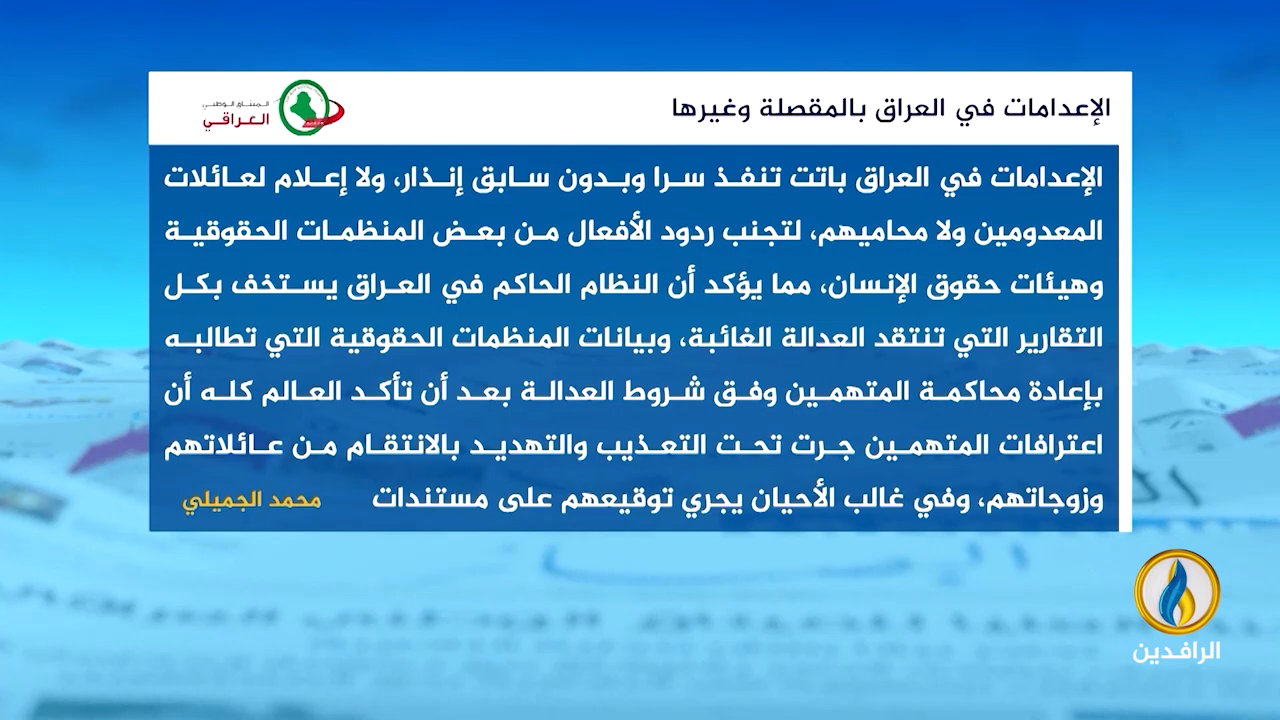 الإعدامات في العراق بالمقصلة وغيرها
الميثاق الوطني
العراقي
الإعدامات في العراق باتت تنفذ سرا وبدون سابق إنذار، ولا إعلام لعائلات
المعدومين ولا محاميهم، لتجنب ردود الأفعال من بعض المنظمات الحقوقية
وهيئات حقوق الإنسان، مما يؤكد أن النظام الحاكم في العراق يستخف بكل
التقارير التي تنتقد العدالة الغائبة، وبيانات المنظمات الحقوقية التي تطالبه
بإعادة محاكمة المتهمين وفق شروط العدالة بعد أن تأكد العالم كله أن
اعترافات المتهمين جرت تحت التعذيب والتهديد بالانتقام من عائلاتهم
وزوجاتهم، وفي غالب الأحيان يجري توقيعهم على مستندات
محمد الجميلي
الرافدين